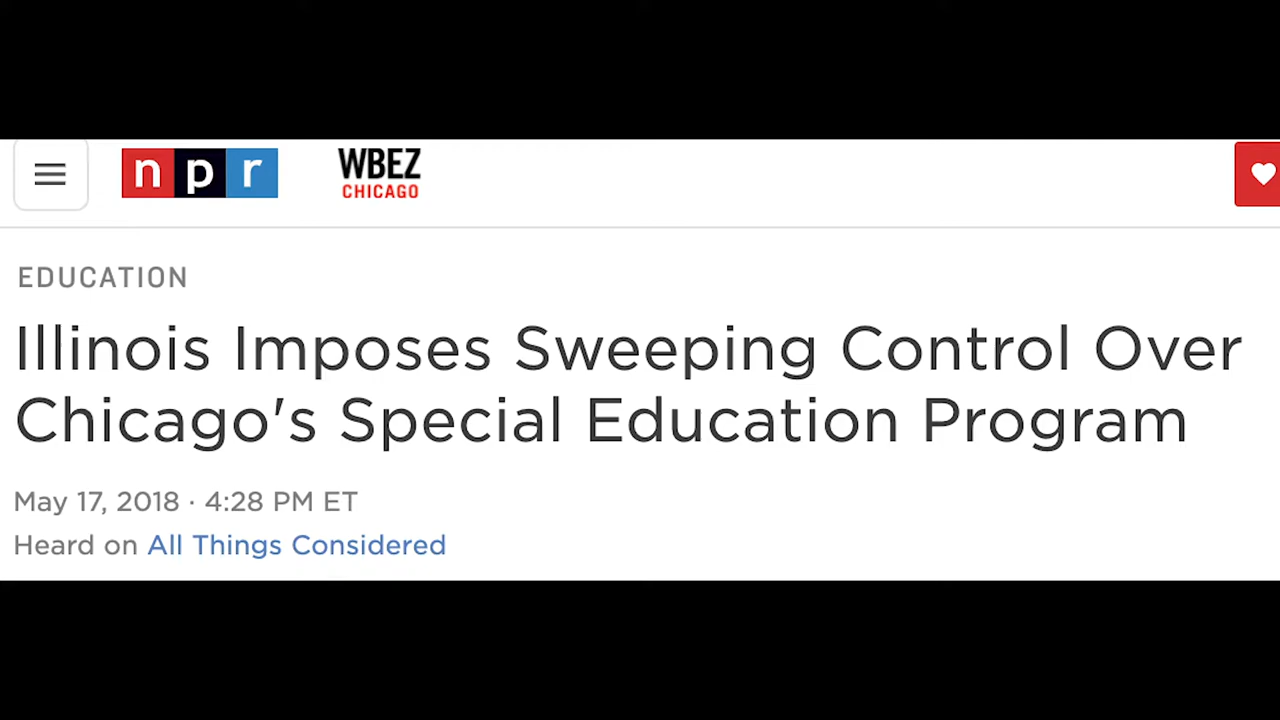 npr
WBEZ
CHICAGO
EDUCATION
Illinois Imposes Sweeping Control Over
Chicago's Special Education Program
May 17, 2018 · 4:28 PM ET
Heard on All Things Considered